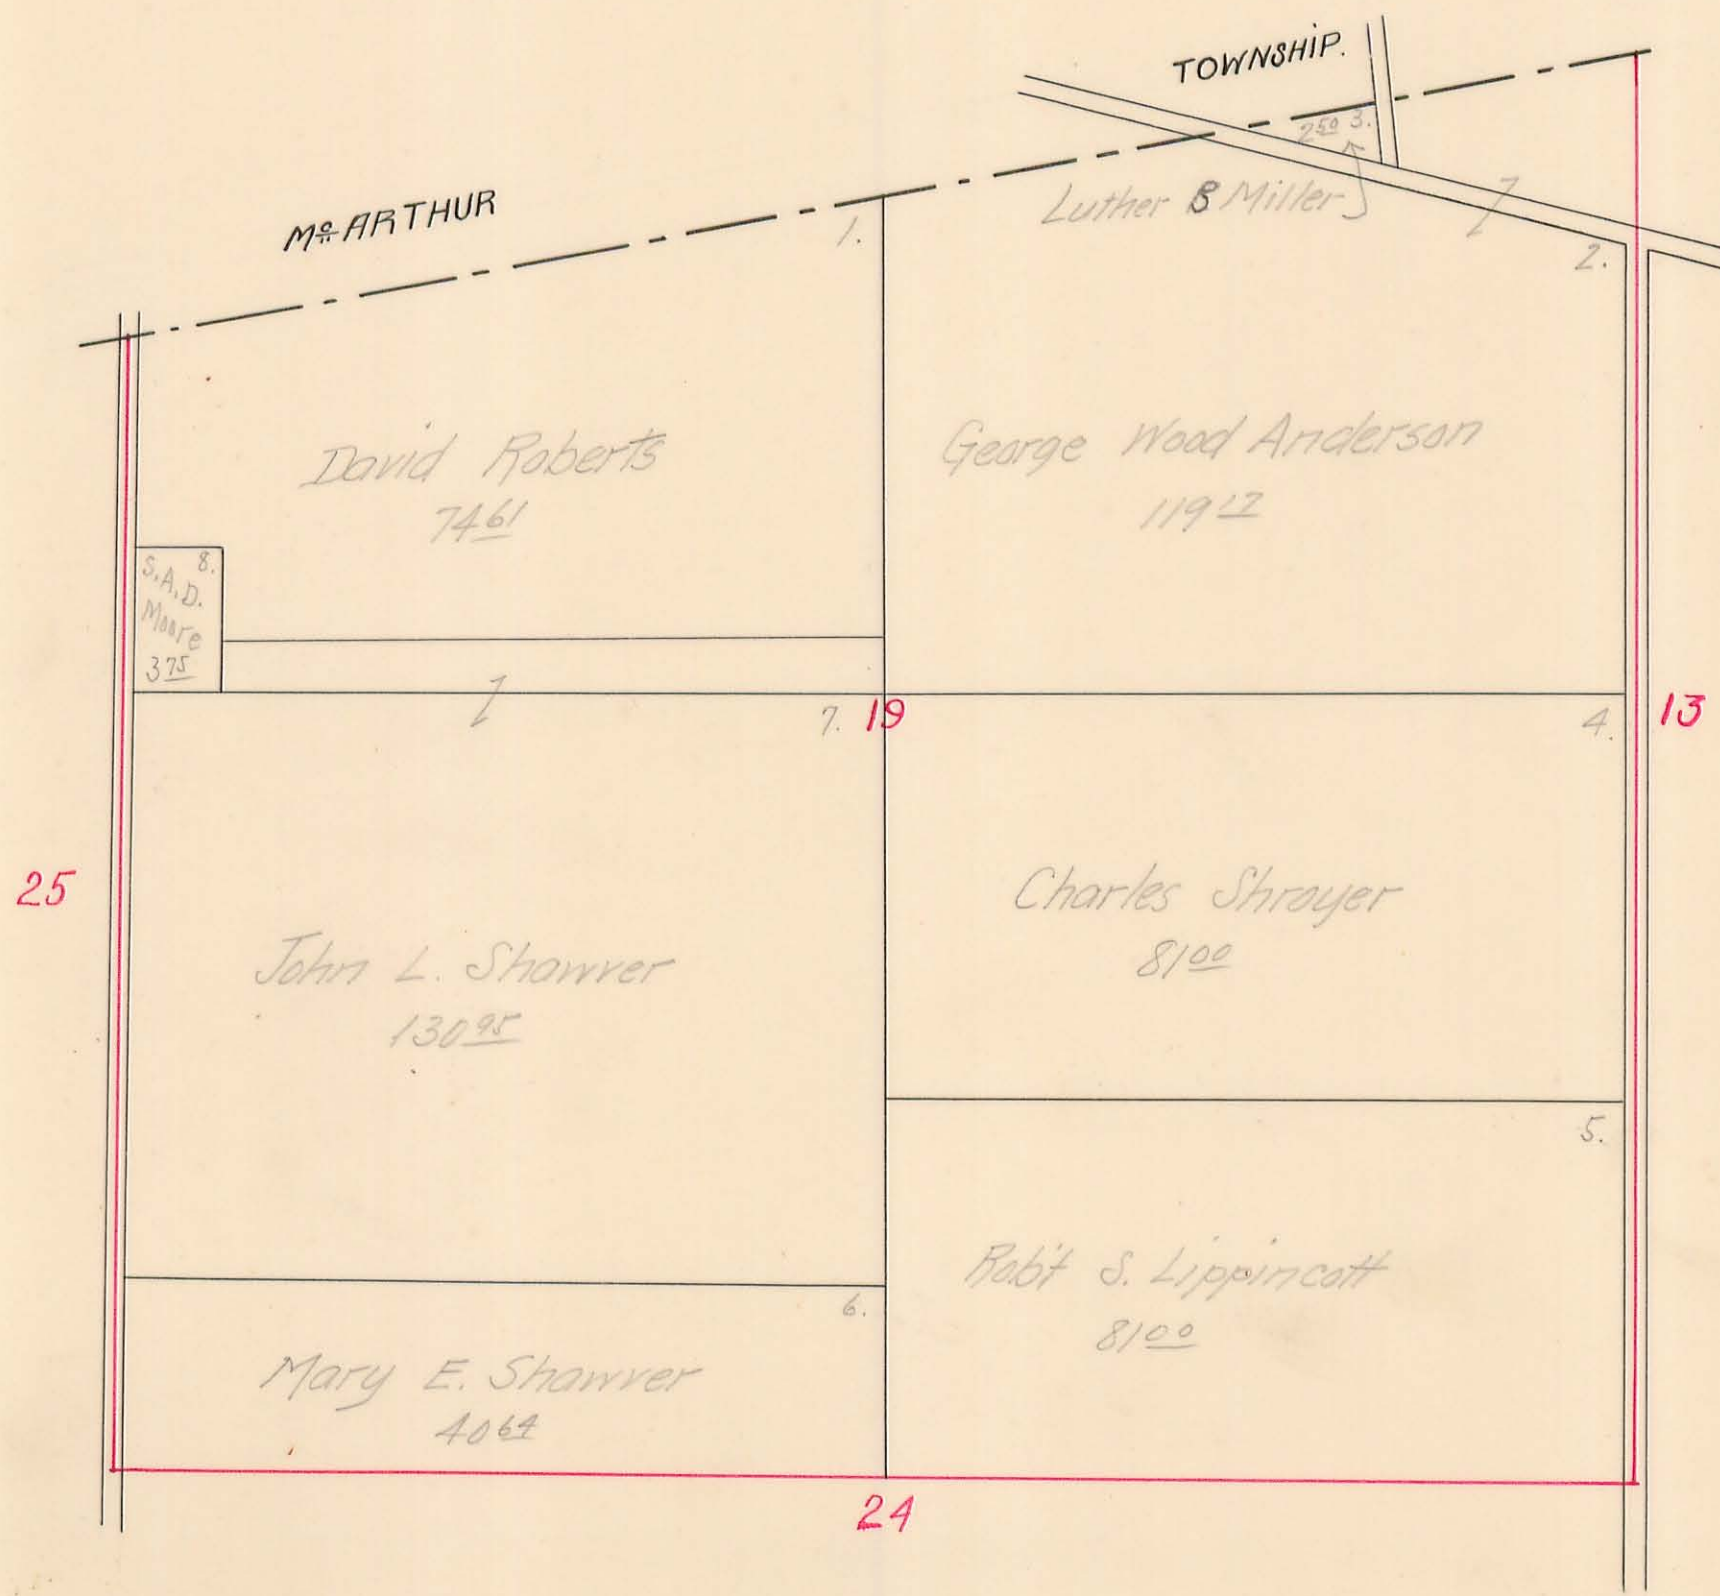 TOWNSHIP.
McARTHUR
2 50 3.
Luther B Miller
1.
2.
David Roberts
74 61
George Wood Anderson
119 17
8.
S.A.D.
Moore
3 75
7. 19
4.
13
25
Charles Shroyer
81 00
John L. Shawver
130 95
5.
6.
Rob't S. Lippincott
81 00
Mary E. Shawver
40 64
24